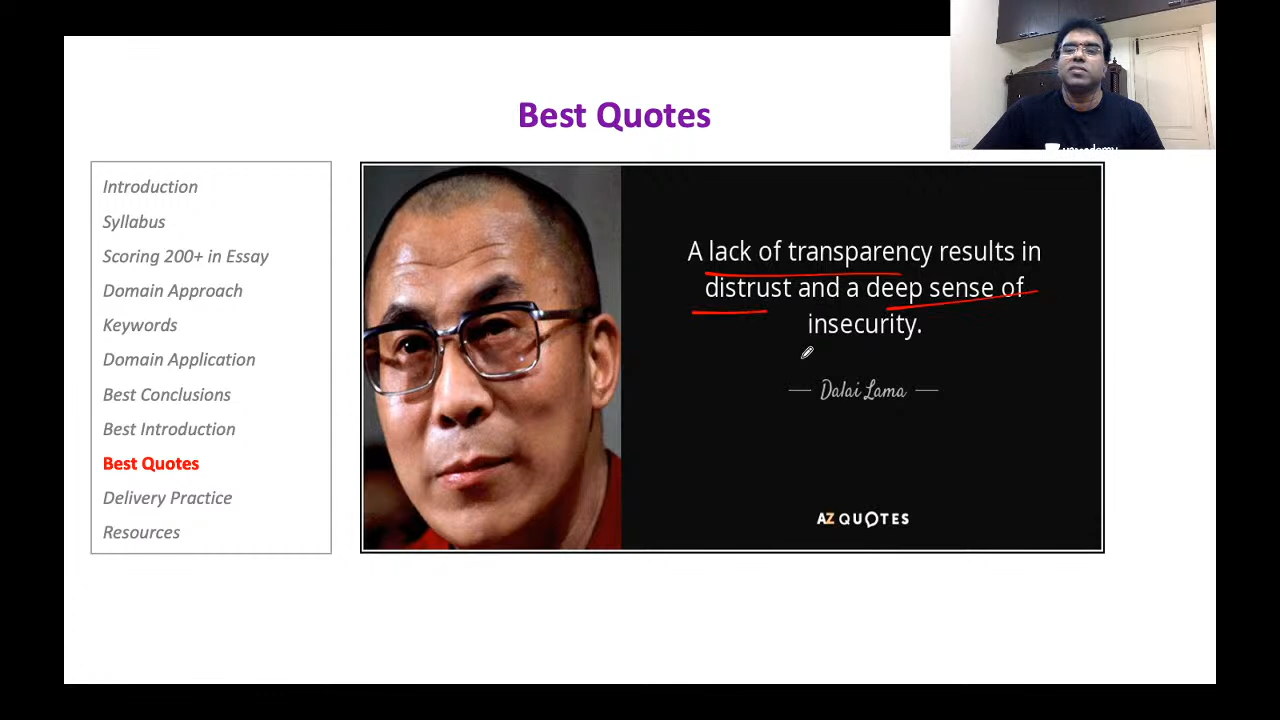 Best Quotes
Introduction
Syllabus
Scoring 200+ in Essay
Domain Approach
Keywords
Domain Application
Best Conclusions
Best Introduction
Best Quotes
Delivery Practice
Resources
A lack of transparency results in
distrust and a deep sense of
insecurity.
Dalai Lama
AZ QUOTES